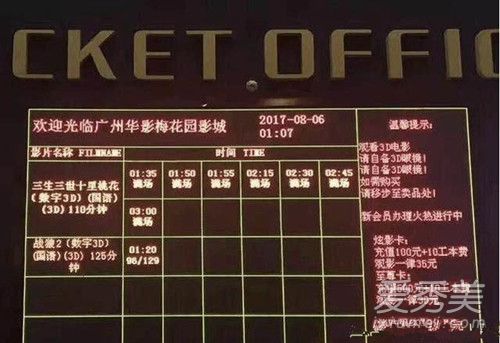 CKET OFFIC
欢迎光临广州华影梅花园影城
2017-08-06
01:07
影片名称 FILMNAME
时间 TIME
三生三世十里桃花
(数字3D)(国语)
(3D)110分钟
01:35 01:50 01:55 02:15 02:30 02:45
满场 满场 满场 满场 满场 满场
03:00
满场
战狼2 (数字3D)
(国语)(3D) 125分
钟
01:20
98/129
温馨提示:
观看3D电影
请自备3D眼镜!
请自备3D眼镜!
如需购买
请移步至卖品处!
新会员办理火热进行中
炫影卡:
充值100元+10工本费
观影一律35元
至尊卡:
爱秀美